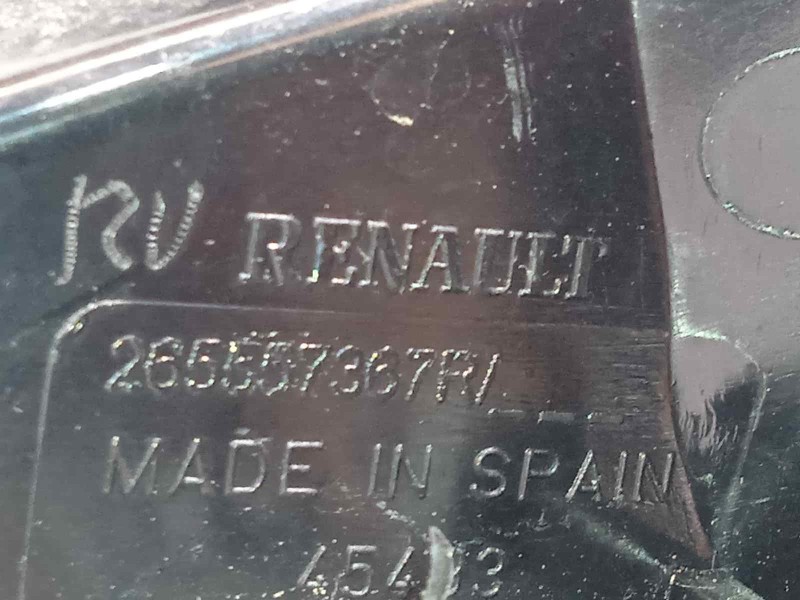 RENAULT
265557367R/_ _ _
MADE IN SPAIN